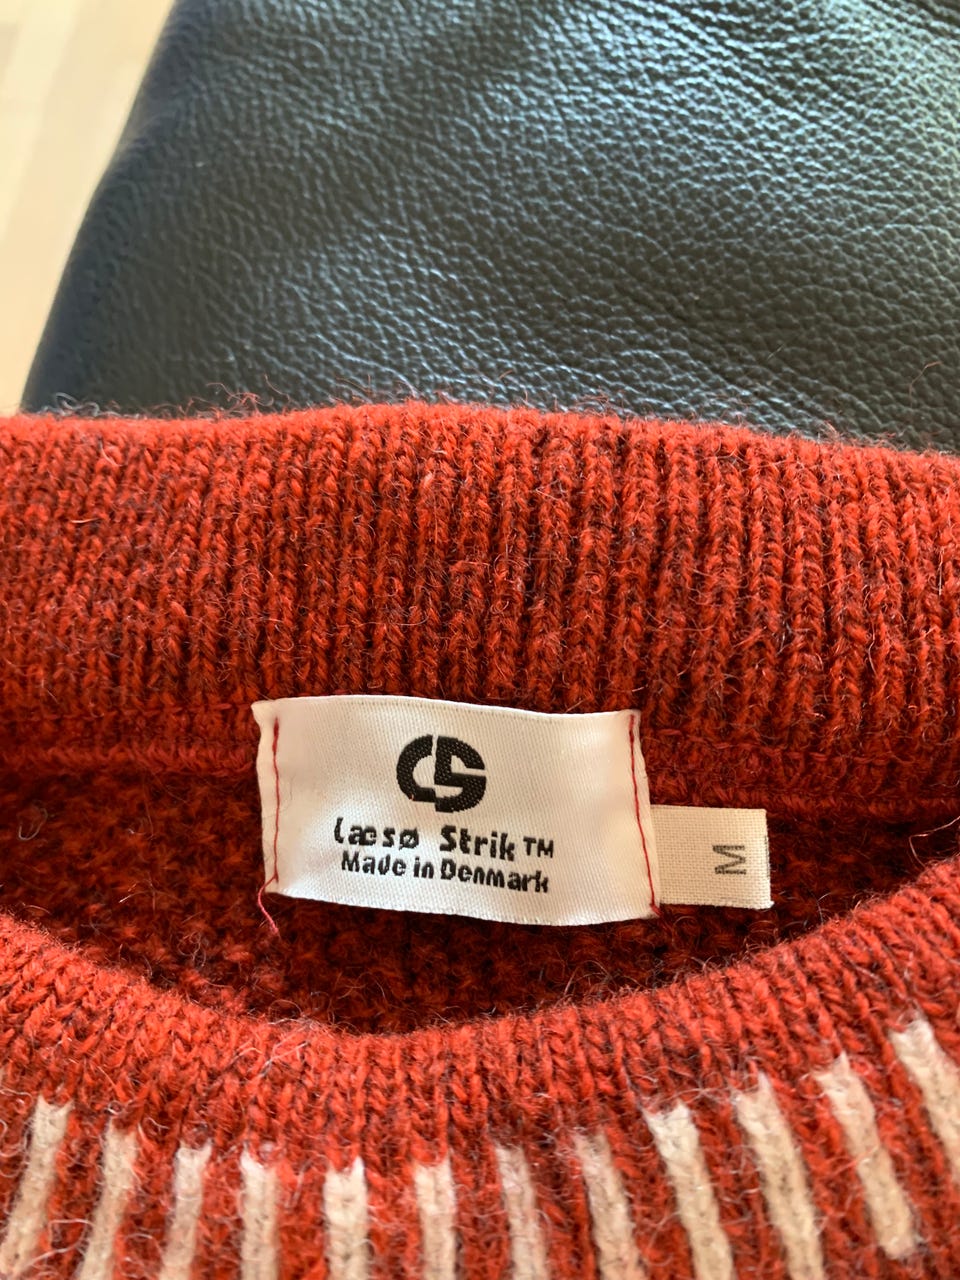 Læsø Strik™
Made in Denmark
M